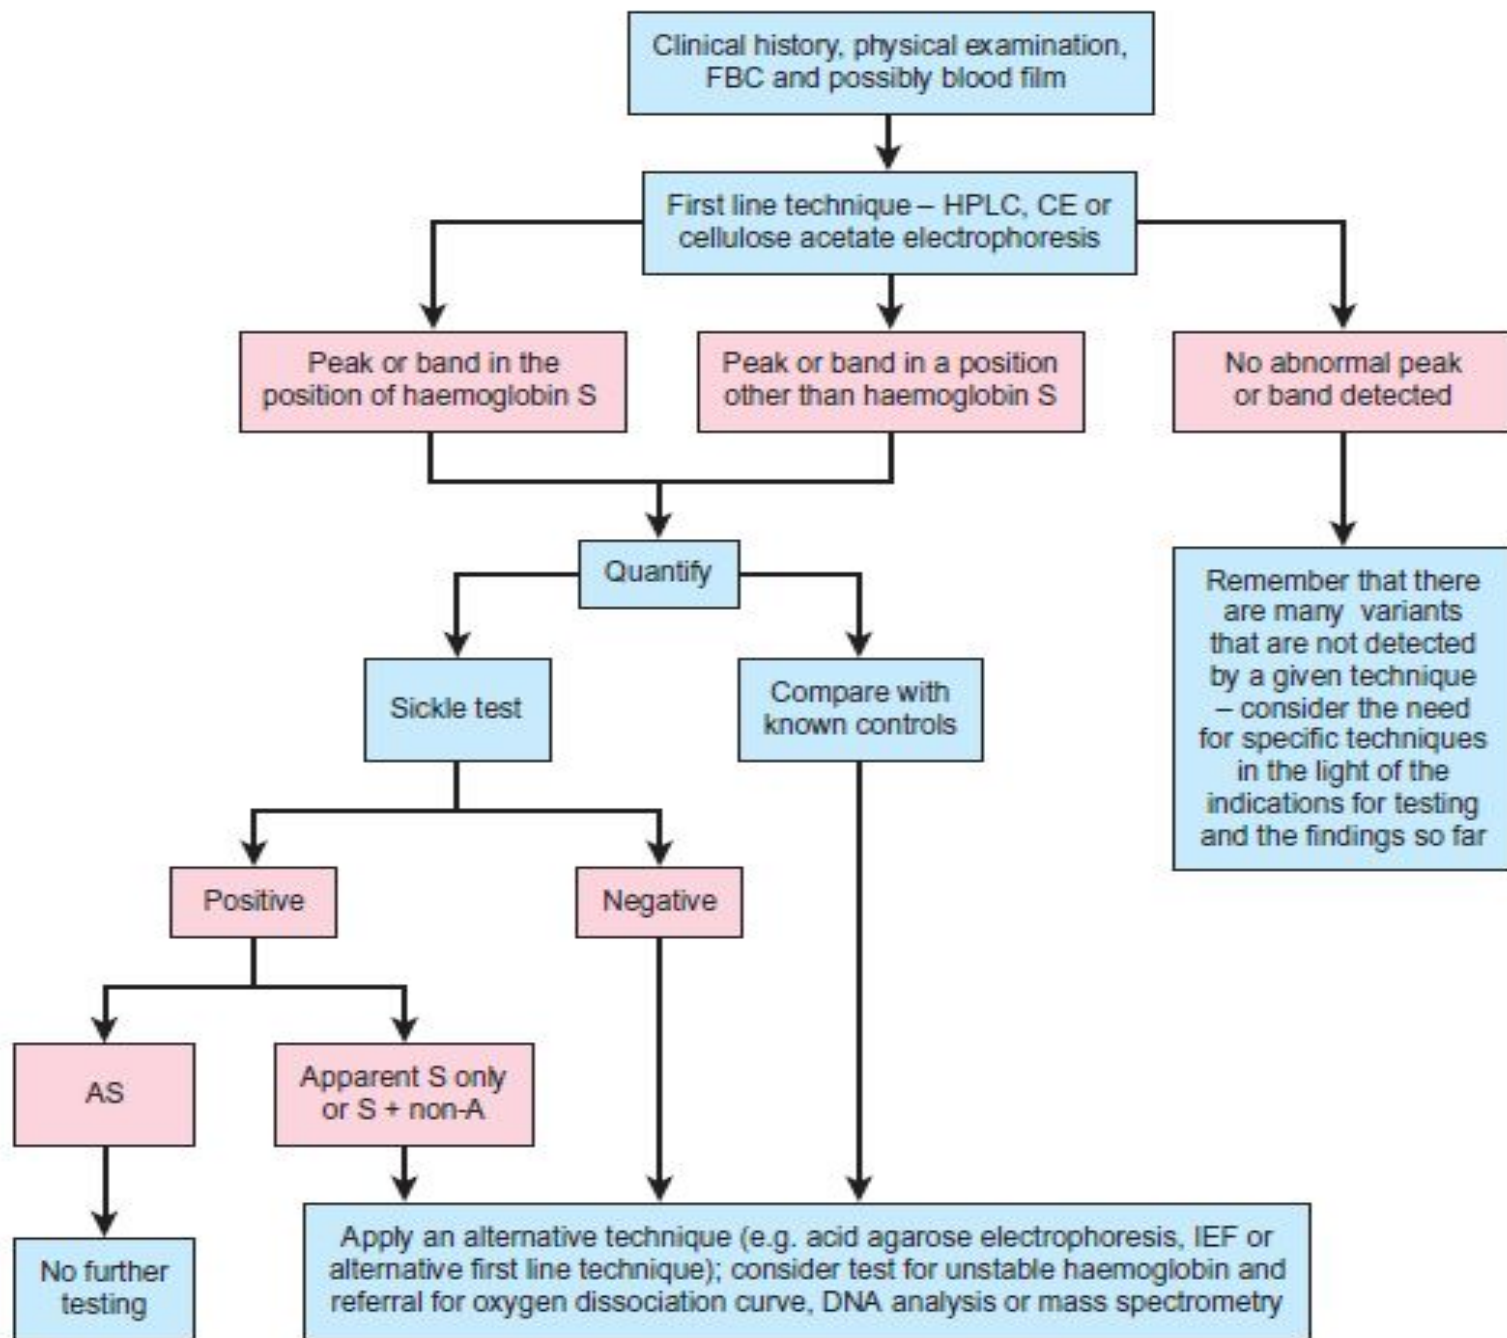 Clinical history, physical examination,
FBC and possibly blood film
First line technique – HPLC, CE or
cellulose acetate electrophoresis
Peak or band in the
position of haemoglobin S
Peak or band in a position
other than haemoglobin S
No abnormal peak
or band detected
Quantify
Remember that there
are many variants
that are not detected
by a given technique
– consider the need
for specific techniques
in the light of the
indications for testing
and the findings so far
Sickle test
Compare with
known controls
Positive
Negative
AS
Apparent S only
or S + non-A
No further
testing
Apply an alternative technique (e.g. acid agarose electrophoresis, IEF or
alternative first line technique); consider test for unstable haemoglobin and
referral for oxygen dissociation curve, DNA analysis or mass spectrometry